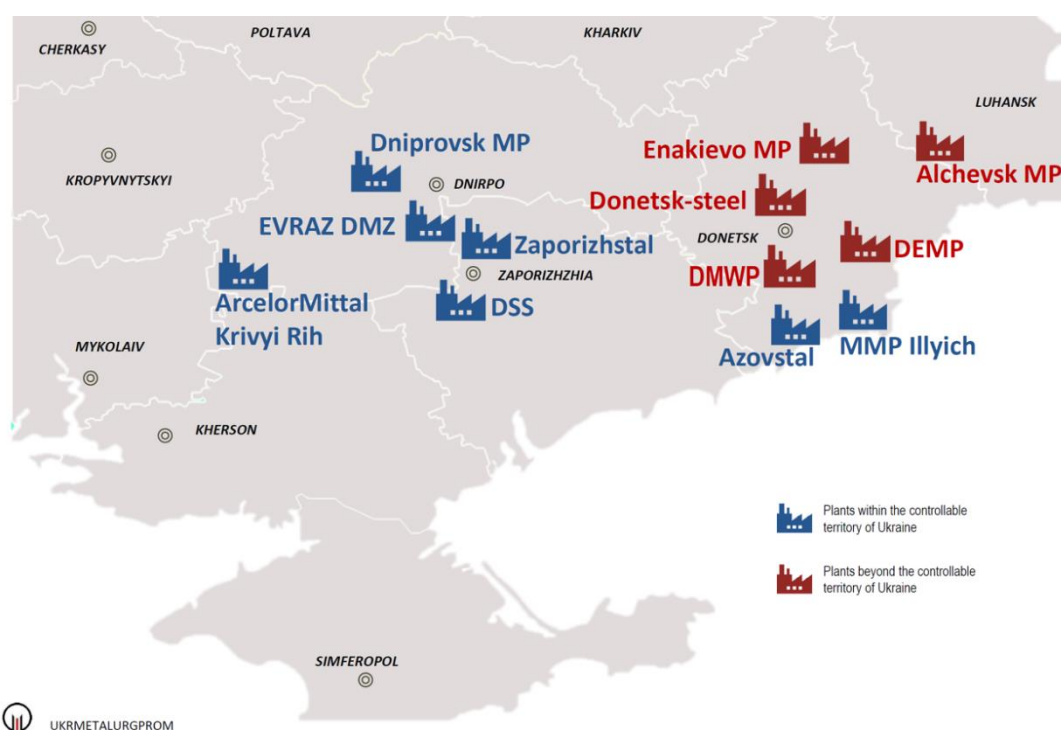 CHERKASY
POLTAVA
KHARKIV
LUHANSK
Dniprovsk MP
Enakievo MP
Alchevsk MP
KROPYVNYTSKYI
DNIRPO
Donetsk-steel
EVRAZ DMZ
Zaporizhstal
DONETSK
DEMP
ZAPORIZHZHIA
DMWP
ArcelorMittal
Krivyi Rih
DSS
MYKOLAIV
Azovstal
MMP Illyich
KHERSON
Plants within the controllable
territory of Ukraine
Plants beyond the controllable
territory of Ukraine
SIMFEROPOL
UKRMETALURGPROM